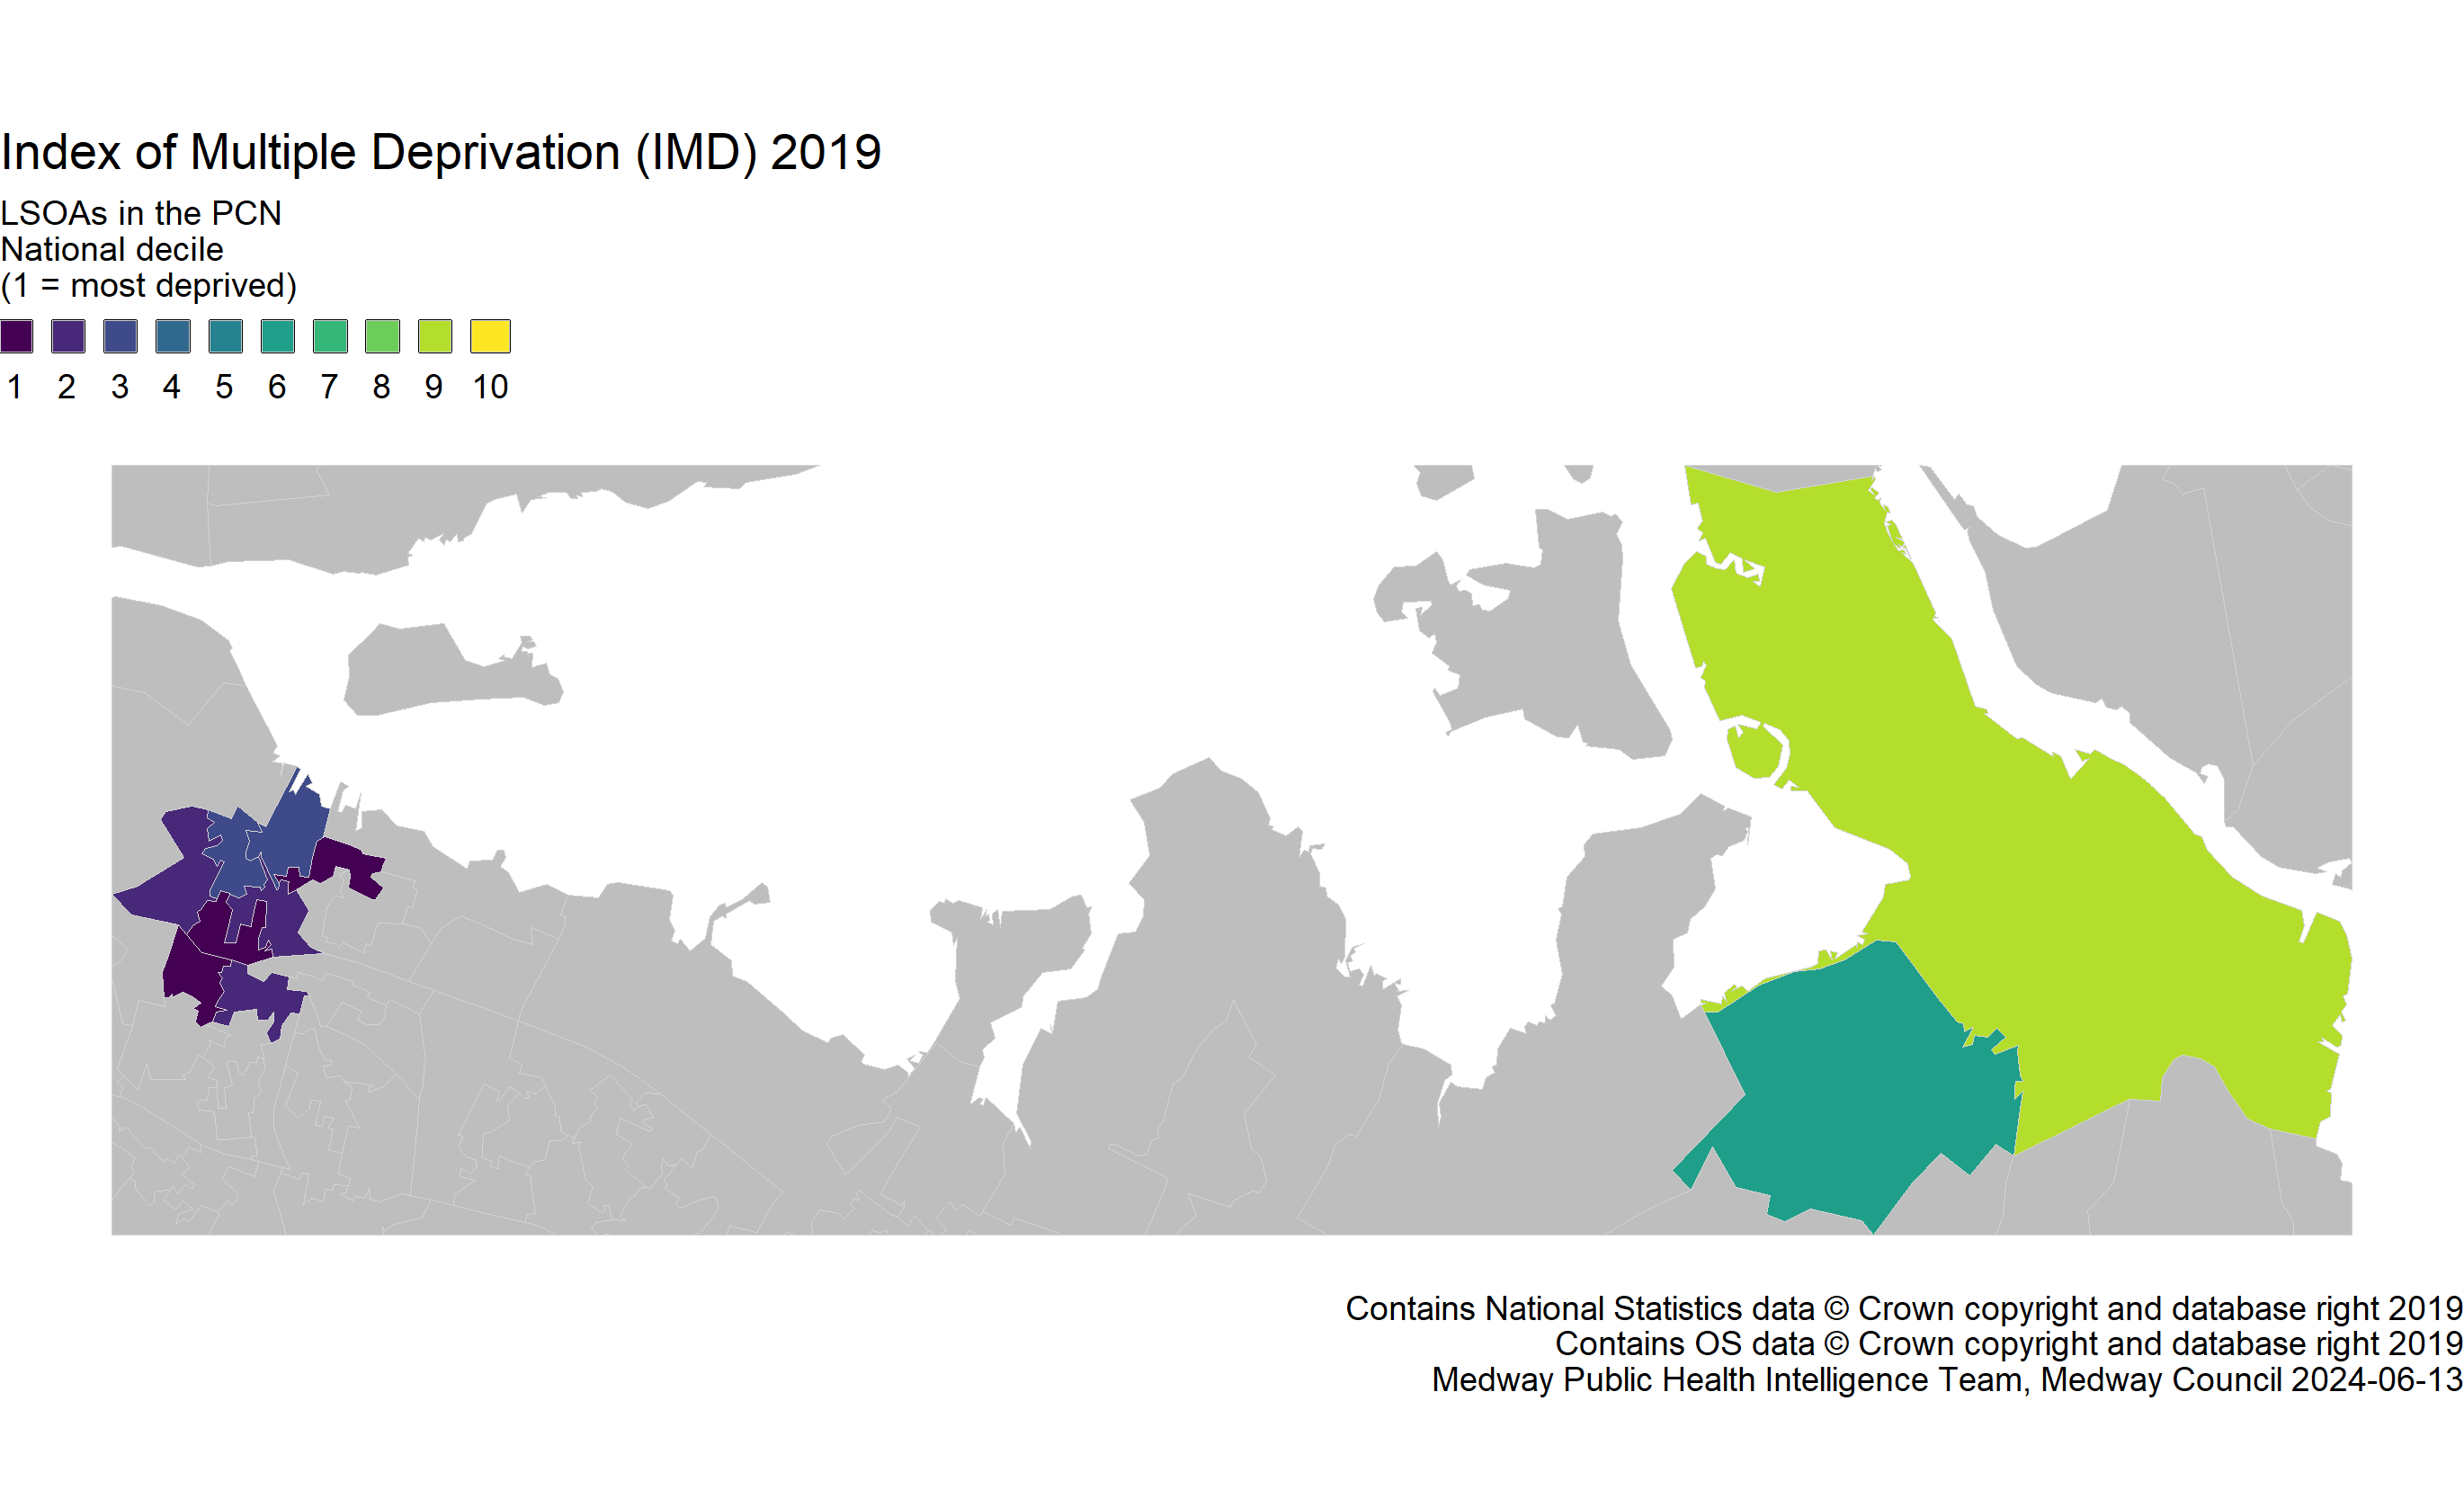 Index of Multiple Deprivation (IMD) 2019
LSOAs in the PCN
National decile
(1 = most deprived)
1 2 3 4 5 6 7 8 9 10
Contains National Statistics data © Crown copyright and database right 2019
Contains OS data © Crown copyright and database right 2019
Medway Public Health Intelligence Team, Medway Council 2024-06-13